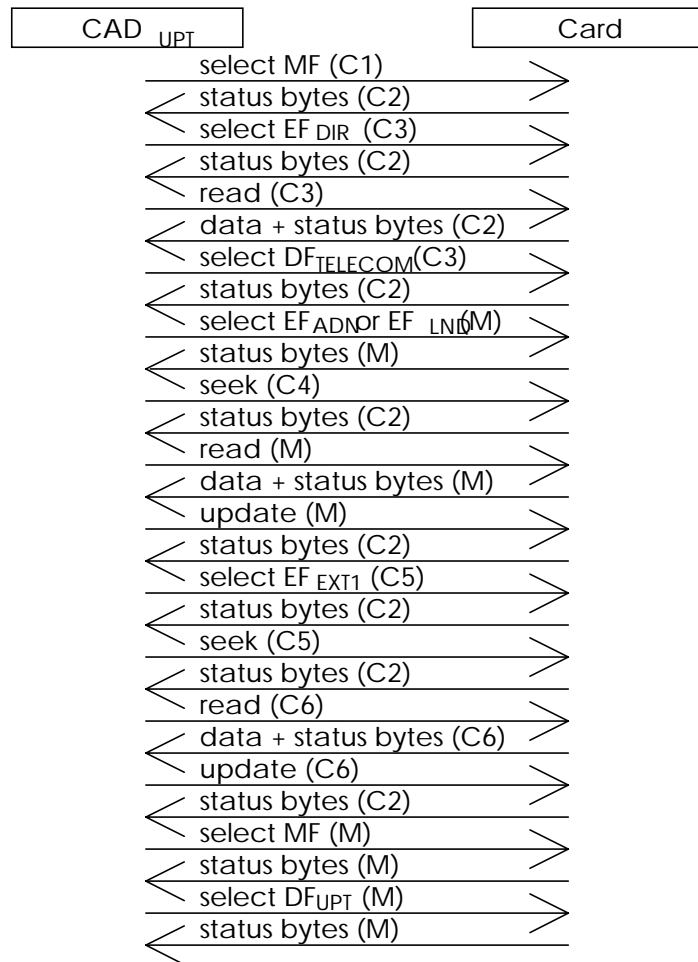 CAD UPT
Card
select MF (C1)
status bytes (C2)
select EF DIR (C3)
status bytes (C2)
read (C3)
data + status bytes (C2)
select DFTELECOM(C3)
status bytes (C2)
select EFADNor EF LND(M)
status bytes (M)
seek (C4)
status bytes (C2)
read (M)
data + status bytes (M)
update (M)
status bytes (C2)
select EF EXT1 (C5)
status bytes (C2)
seek (C5)
status bytes (C2)
read (C6)
data + status bytes (C6)
update (C6)
status bytes (C2)
select MF (M)
status bytes (M)
select DFUPT (M)
status bytes (M)